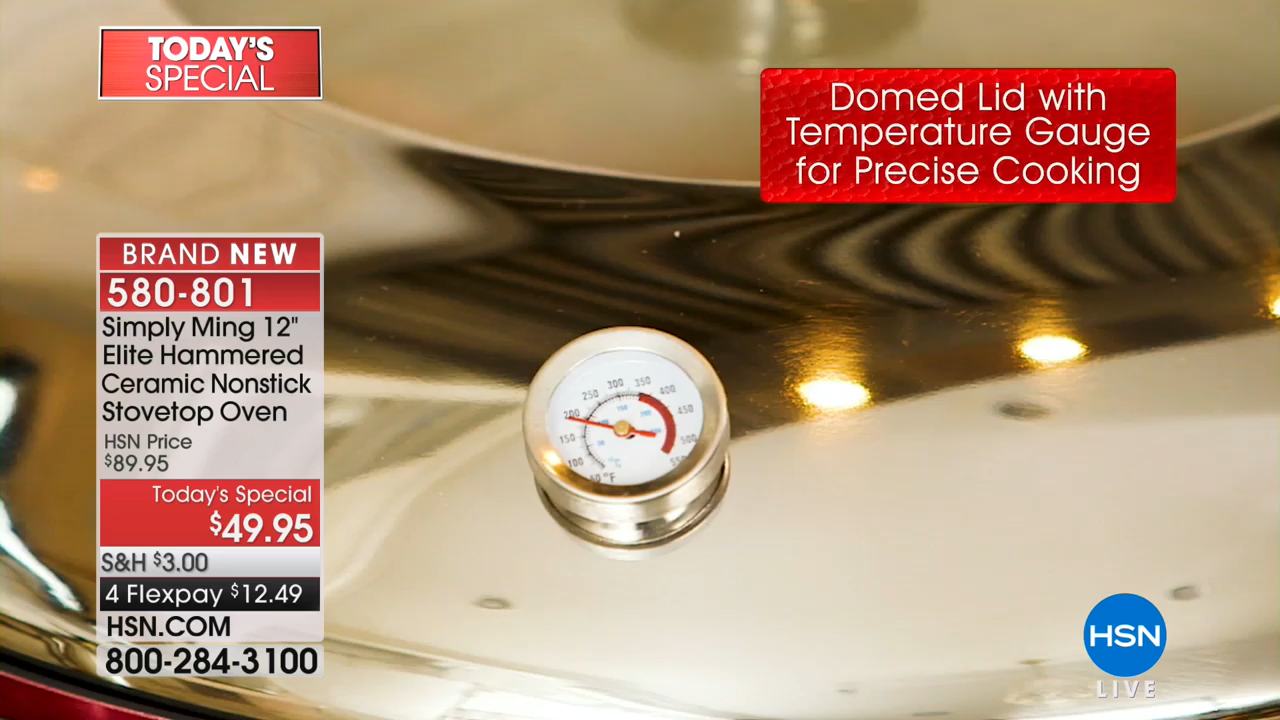 TODAY'S
SPECIAL
Domed Lid with
Temperature Gauge
for Precise Cooking
BRAND NEW
580-801
Simply Ming 12"
Elite Hammered
Ceramic Nonstick
Stovetop Oven
HSN Price
$89.95
Today's Special
$49.95
S&H $3.00
4 Flexpay $12.49
HSN.COM
800-284-3100
100
150
200
250
300
350
400
450
500
550
°F
HSN
LIVE